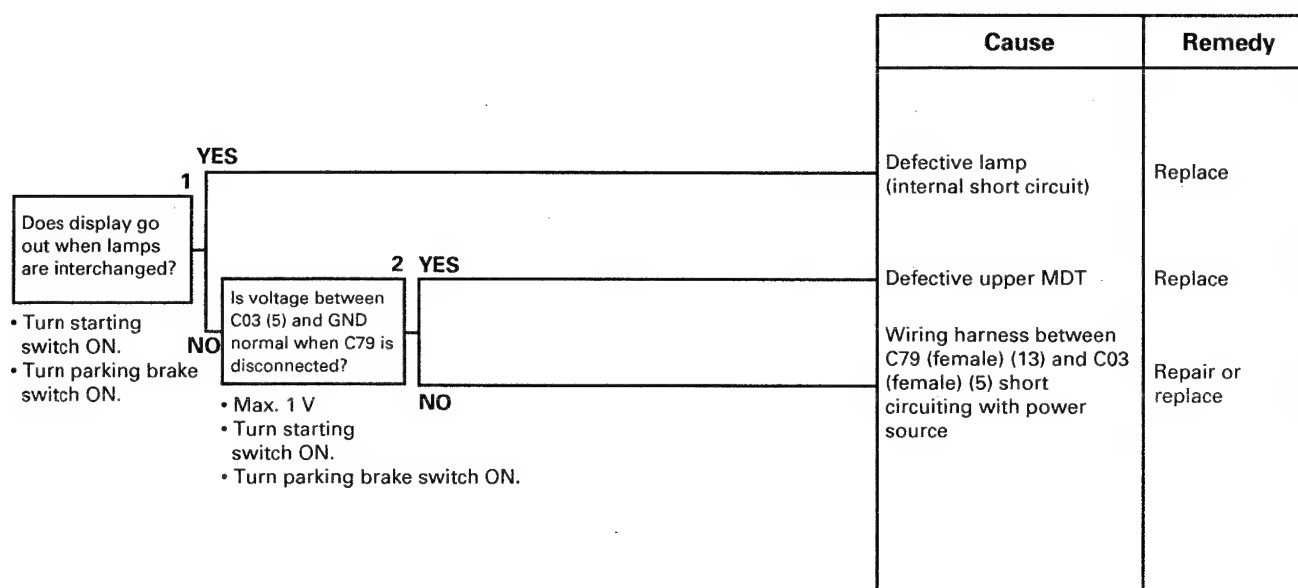 Cause
Remedy
YES
1
Does display go
out when lamps
are interchanged?
• Turn starting
switch ON.
• Turn parking brake
switch ON.
NO
2 YES
Is voltage between
C03 (5) and GND
normal when C79 is
disconnected?
• Max. 1 V
• Turn starting
switch ON.
• Turn parking brake switch ON.
NO
Defective lamp
(internal short circuit)
Replace
Defective upper MDT
Replace
Wiring harness between
C79 (female) (13) and C03
(female) (5) short
circuiting with power
source
Repair or
replace